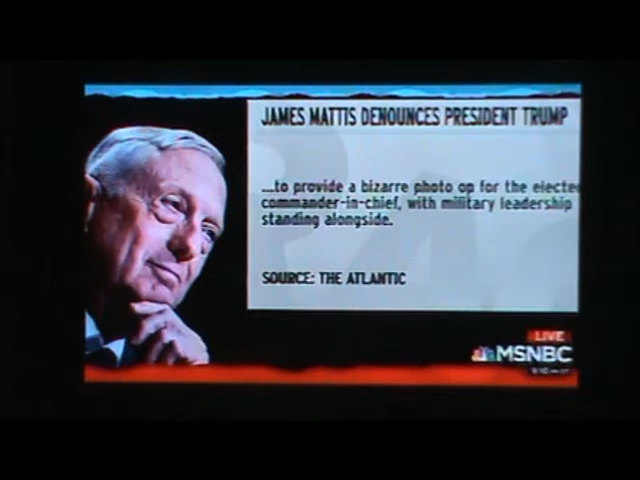 JAMES MATTIS DENOUNCES PRESIDENT TRUMP
...to provide a bizarre photo op for the electe
commander-in-chief, with military leadership
standing alongside.
SOURCE: THE ATLANTIC
LIVE
MSNBC